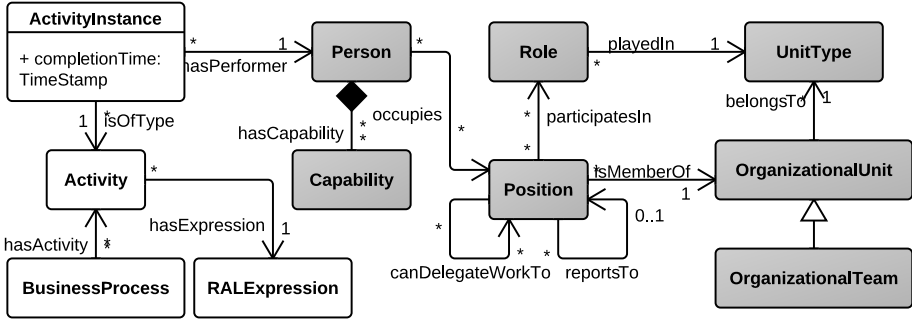 ActivityInstance
+ completionTime:
TimeStamp
*
1
hasPerformer
Person
*
Role
playedIn
*
1
UnitType
1
*
isOfType
*
*
hasCapability
occupies
*
*
*
participatesIn
belongsTo
1
*
Activity
*
Capability
Position
*
isMemberOf
1
OrganizationalUnit
hasActivity
*
*
hasExpression
1
*
*
canDelegateWorkTo
0..1
*
reportsTo
BusinessProcess
RALExpression
OrganizationalTeam